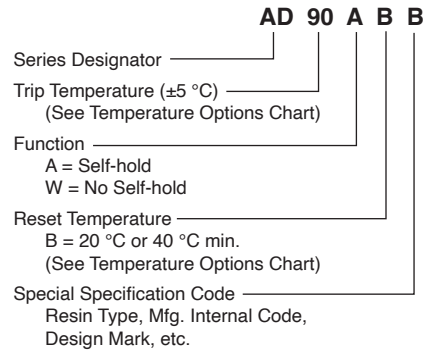 AD 90 A B B
Series Designator
Trip Temperature (±5 °C)
(See Temperature Options Chart)
Function
A = Self-hold
W = No Self-hold
Reset Temperature
B = 20 °C or 40 °C min.
(See Temperature Options Chart)
Special Specification Code
Resin Type, Mfg. Internal Code,
Design Mark, etc.